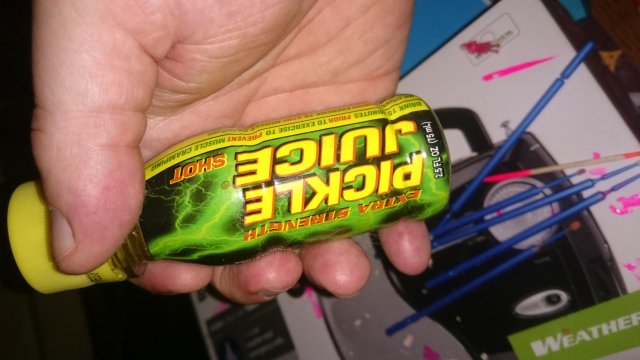 EXTRA STRENGTH
PICKLE
JUICE®
SHOT
2.5 FL OZ (75 mL)
DRINK 15
MINUTES PRIOR TO EXERCISE TO PREVENT MUSCLE CRAMPING
WEATHER